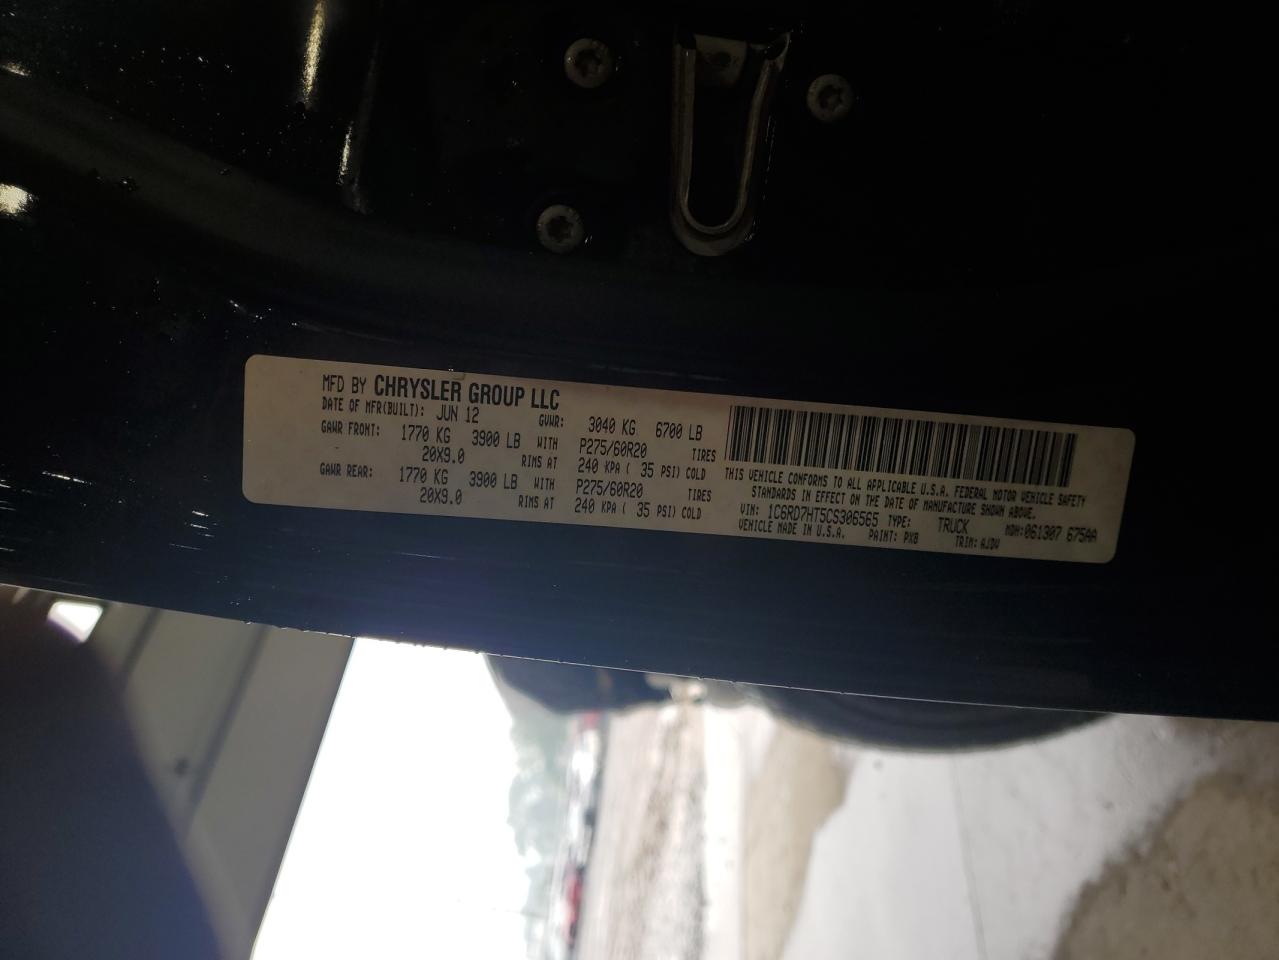 MFD BY CHRYSLER GROUP LLC
DATE OF MFR(BUILT): JUN 12 GVWR: 3040 KG 6700 LB
GAWR FRONT: 1770 KG 3900 LB WITH P275/60R20 TIRES
20X9.0 RIMS AT 240 KPA ( 35 PSI) COLD
GAWR REAR: 1770 KG 3900 LB WITH P275/60R20 TIRES
20X9.0 RIMS AT 240 KPA ( 35 PSI) COLD
THIS VEHICLE CONFORMS TO ALL APPLICABLE U.S.A. FEDERAL MOTOR VEHICLE SAFETY
STANDARDS IN EFFECT ON THE DATE OF MANUFACTURE SHOWN ABOVE.
VIN: 1C6RD7HT5CS306565 TYPE: TRUCK MDH:061307 675AA
VEHICLE MADE IN U.S.A. PAINT: PX8 TRIM: AJDV